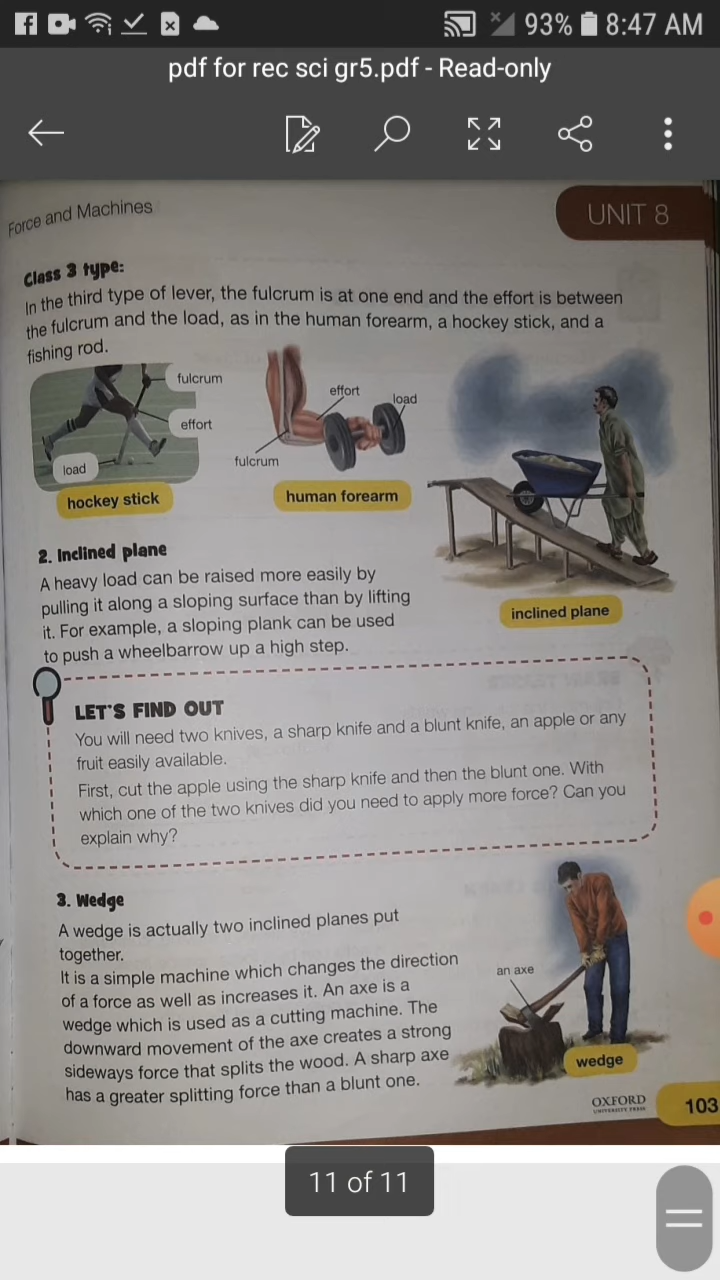 93% 8:47 AM
pdf for rec sci gr5.pdf - Read-only
Force and Machines
UNIT 8
Class 3 type:
In the third type of lever, the fulcrum is at one end and the effort is between
the fulcrum and the load, as in the human forearm, a hockey stick, and a
fishing rod.
fulcrum
effort
load
hockey stick
effort
load
fulcrum
human forearm
2. Inclined plane
A heavy load can be raised more easily by
pulling it along a sloping surface than by lifting
it. For example, a sloping plank can be used
to push a wheelbarrow up a high step.
inclined plane
LET'S FIND OUT
You will need two knives, a sharp knife and a blunt knife, an apple or any
fruit easily available.
First, cut the apple using the sharp knife and then the blunt one. With
which one of the two knives did you need to apply more force? Can you
explain why?
3. Wedge
A wedge is actually two inclined planes put
together.
It is a simple machine which changes the direction
of a force as well as increases it. An axe is a
wedge which is used as a cutting machine. The
downward movement of the axe creates a strong
sideways force that splits the wood. A sharp axe
has a greater splitting force than a blunt one.
an axe
wedge
OXFORD
UNIVERSITY PRESS
103
11 of 11